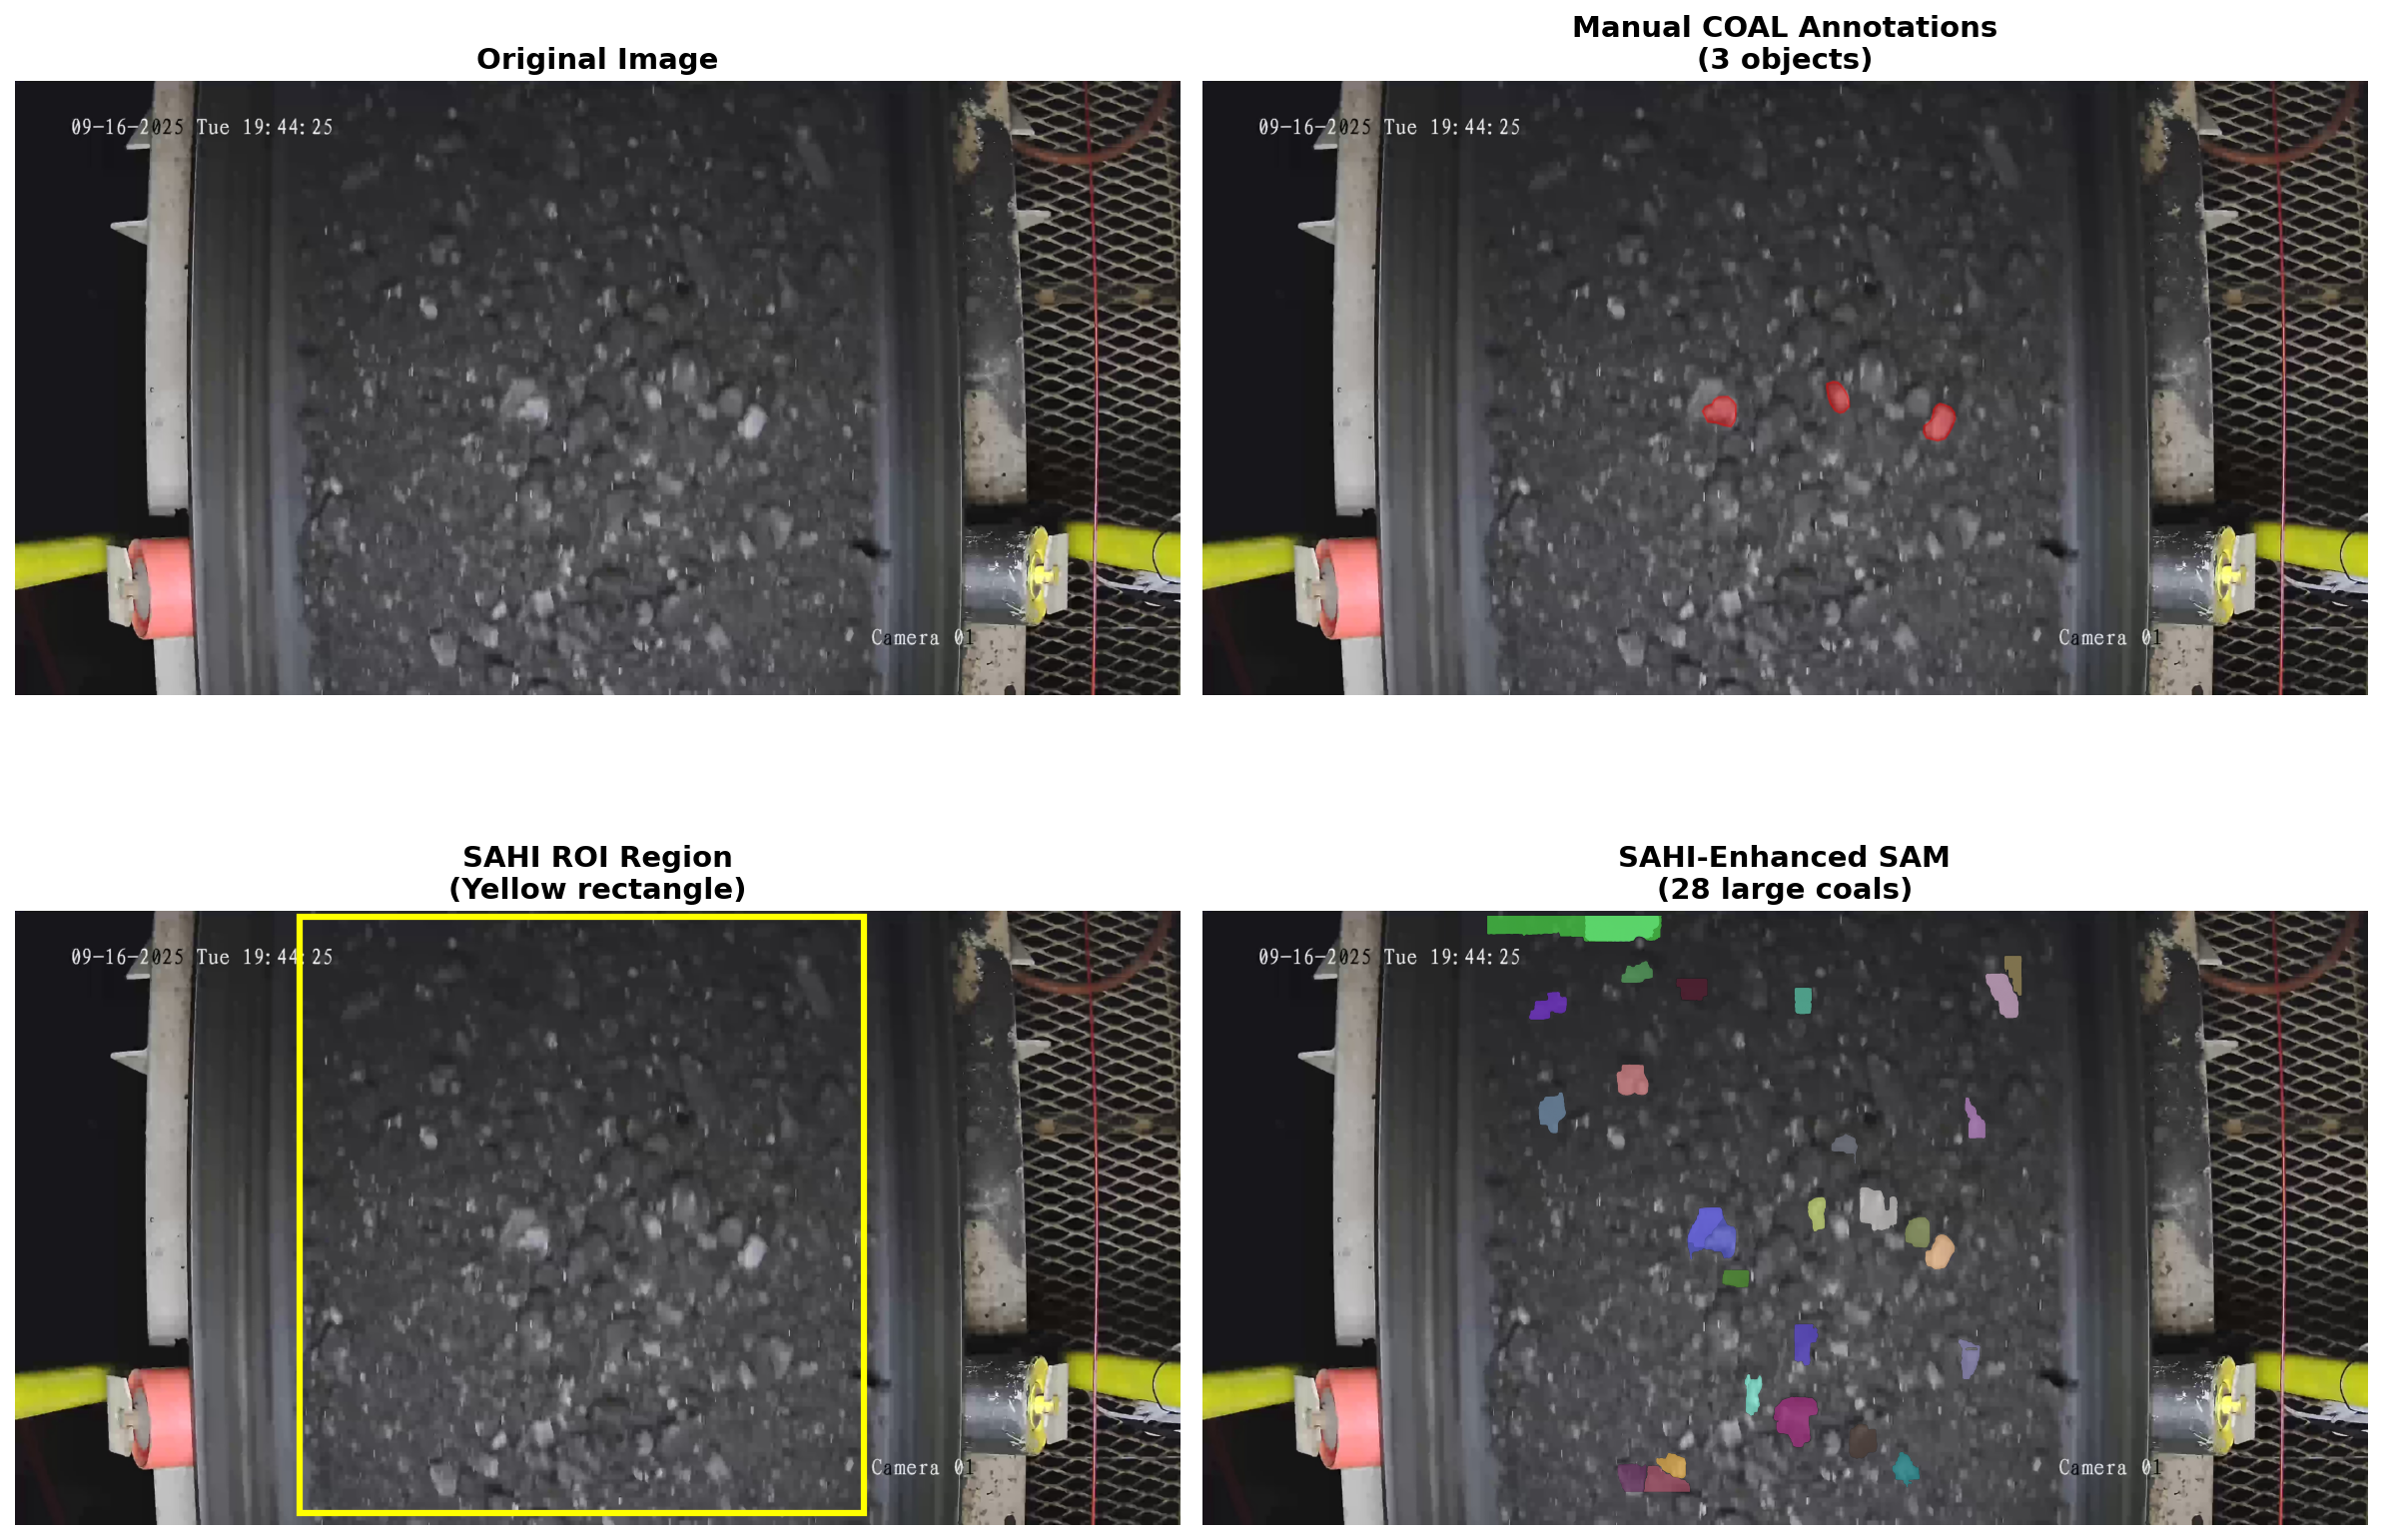 Original Image
09-16-2025 Tue 19:44:25
Camera 01
Manual COAL Annotations
(3 objects)
09-16-2025 Tue 19:44:25
Camera 01
SAHI ROI Region
(Yellow rectangle)
09-16-2025 Tue 19:44:25
Camera 01
SAHI-Enhanced SAM
(28 large coals)
09-16-2025 Tue 19:44:25
Camera 01